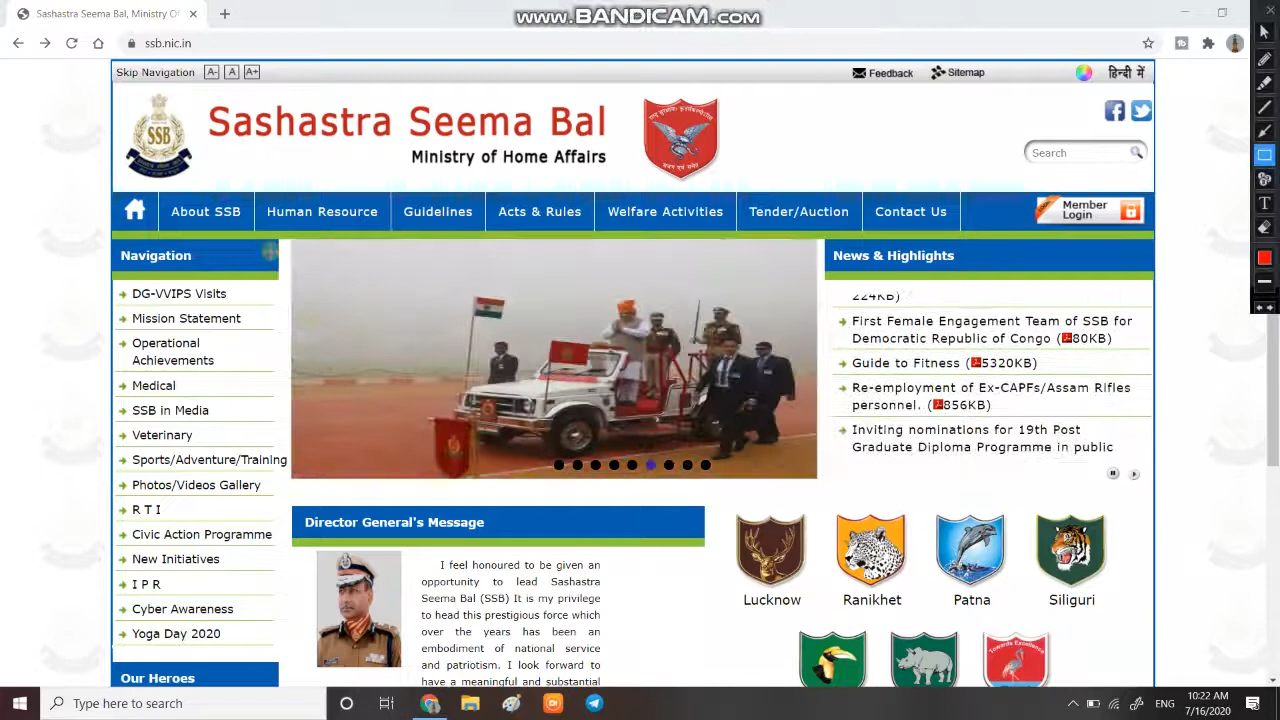 Sashastra Seema Bal, Ministry Of
www.BANDICAM.com
ssb.nic.in
Skip Navigation A- A A+
Feedback Sitemap हिन्दी में
SSB
Sashastra Seema Bal
Ministry of Home Affairs
Search
About SSB Human Resource Guidelines Acts & Rules Welfare Activities Tender/Auction Contact Us
Member
Login
Navigation
DG-VVIPS Visits
Mission Statement
Operational
Achievements
Medical
SSB in Media
Veterinary
Sports/Adventure/Training
Photos/Videos Gallery
R T I
Civic Action Programme
New Initiatives
I P R
Cyber Awareness
Yoga Day 2020
Our Heroes
News & Highlights
224KB)
First Female Engagement Team of SSB for
Democratic Republic of Congo (80KB)
Guide to Fitness (5320KB)
Re-employment of Ex-CAPFs/Assam Rifles
personnel. (856KB)
Inviting nominations for 19th Post
Graduate Diploma Programme in public
Director General's Message
I feel honoured to be given an
opportunity to lead Sashastra
Seema Bal (SSB) It is my privilege
to head this prestigious force which
over the years has been an
embodiment of national service
and patriotism. I look forward to
have a meaningful and substantial
Lucknow Ranikhet Patna Siliguri
Towards Excellence
Type here to search
ENG
10:22 AM
7/16/2020